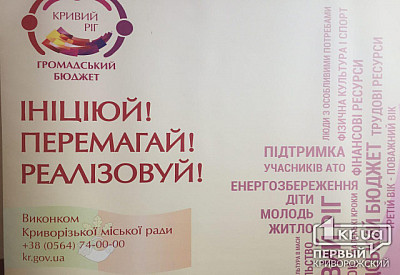 КРИВИЙ
РІГ
ГРОМАДСЬКИЙ
БЮДЖЕТ
ІНІЦІЮЙ!
ПЕРЕМАГАЙ!
РЕАЛІЗОВУЙ!
Виконком
Криворізької міської ради
+38 (0564) 74-00-00
kr.gov.ua
ПІДТРИМКА
УЧАСНИКІВ АТО
ЕНЕРГОЗБЕРЕЖЕННЯ
ДІТИ
МОЛОДЬ
ЖИТЛО
ЛЮДИ З ОСОБЛИВИМИ ПОТРЕБАМИ
ФІЗИЧНА КУЛЬТУРА І СПОРТ
ФІНАНСОВІ РЕСУРСИ
БЮДЖЕТ
ТРУДОВІ РЕСУРСИ
ТРЕТІЙ ВІК - ПОВАЖНИЙ ВІК
1kr.ua
ПЕРВЫЙ
КРИВОРОЖСКИЙ